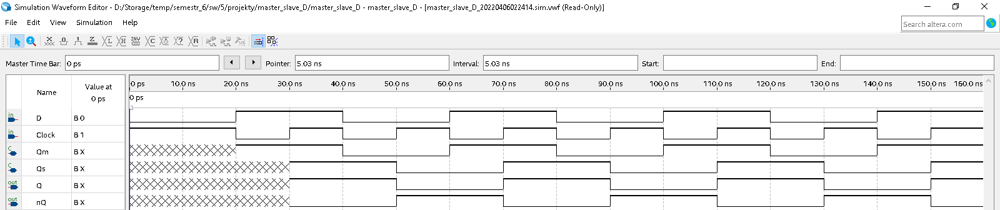 Simulation Waveform Editor - D:/Storage/temp/semestr_6/sw/5/projekty/master_slave_D/master_slave_D - master_slave_D - [master_slave_D_20220406022414.sim.vwf (Read-Only)]
File Edit View Simulation Help
Search altera.com
Master Time Bar: 0 ps Pointer: 5.03 ns Interval: 5.03 ns Start: End:
Name Value at 0 ps
0 ps 10.0 ns 20.0 ns 30.0 ns 40.0 ns 50.0 ns 60.0 ns 70.0 ns 80.0 ns 90.0 ns 100.0 ns 110.0 ns 120.0 ns 130.0 ns 140.0 ns 150.0 ns 160.0 ns
0 ps
in D B 0
in Clock B 1
C Qm B X
C Qs B X
out Q B X
out nQ B X